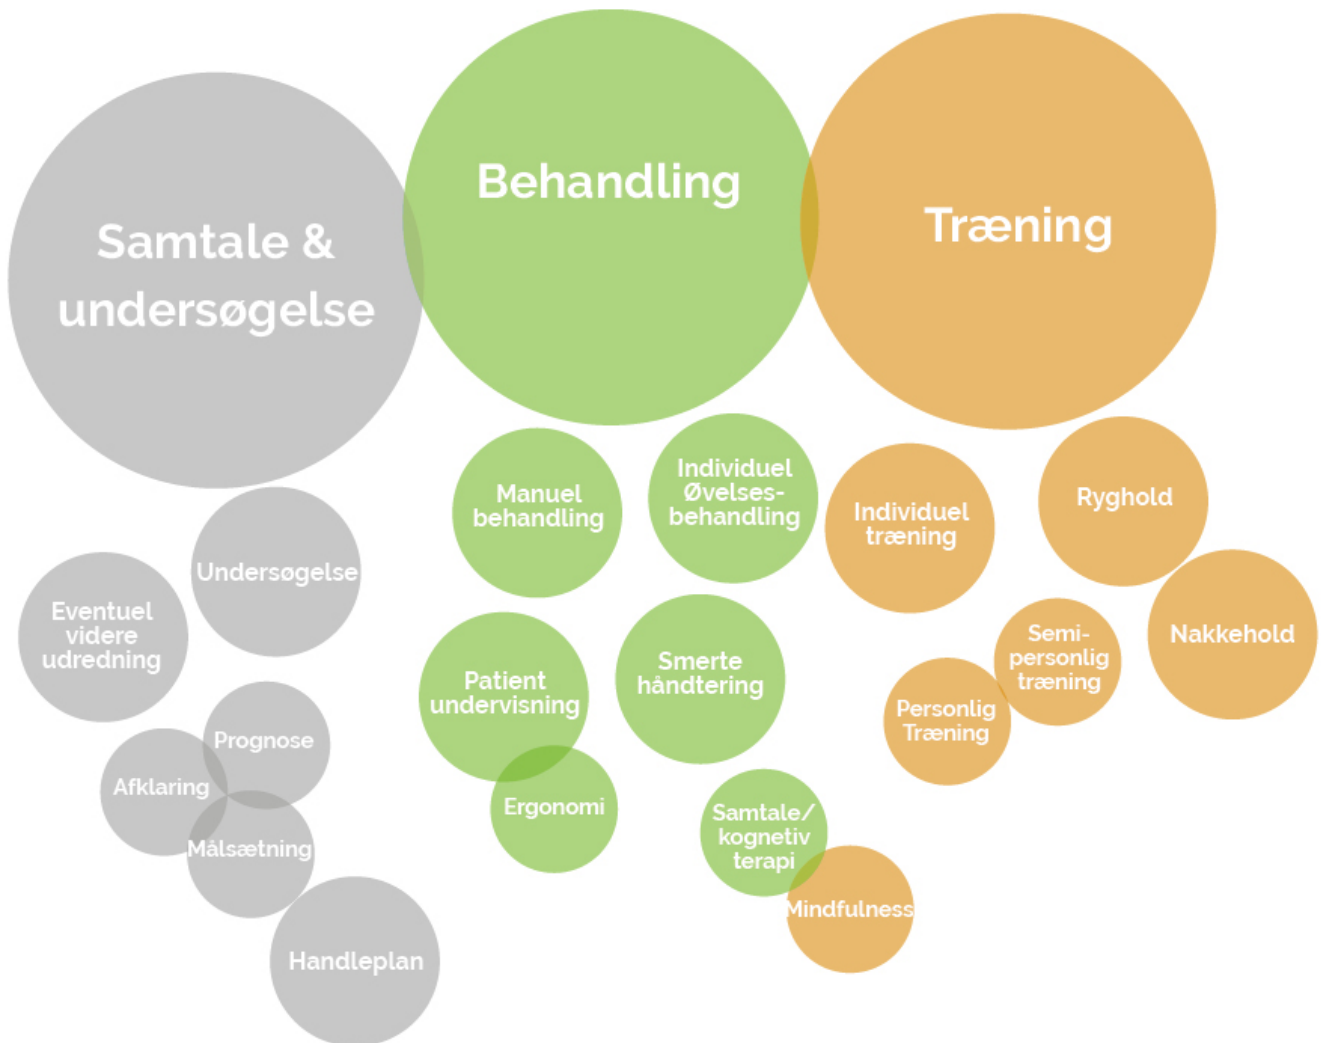 Samtale &
undersøgelse
Behandling
Træning
Undersøgelse
Eventuel
videre
udredning
Prognose
Afklaring
Målsætning
Handleplan
Manuel
behandling
Individuel
Øvelses-
behandling
Patient
undervisning
Smerte
håndtering
Ergonomi
Samtale/
kognetiv
terapi
Mindfulness
Individuel
træning
Ryghold
Nakkehold
Semi-
personlig
træning
Personlig
Træning